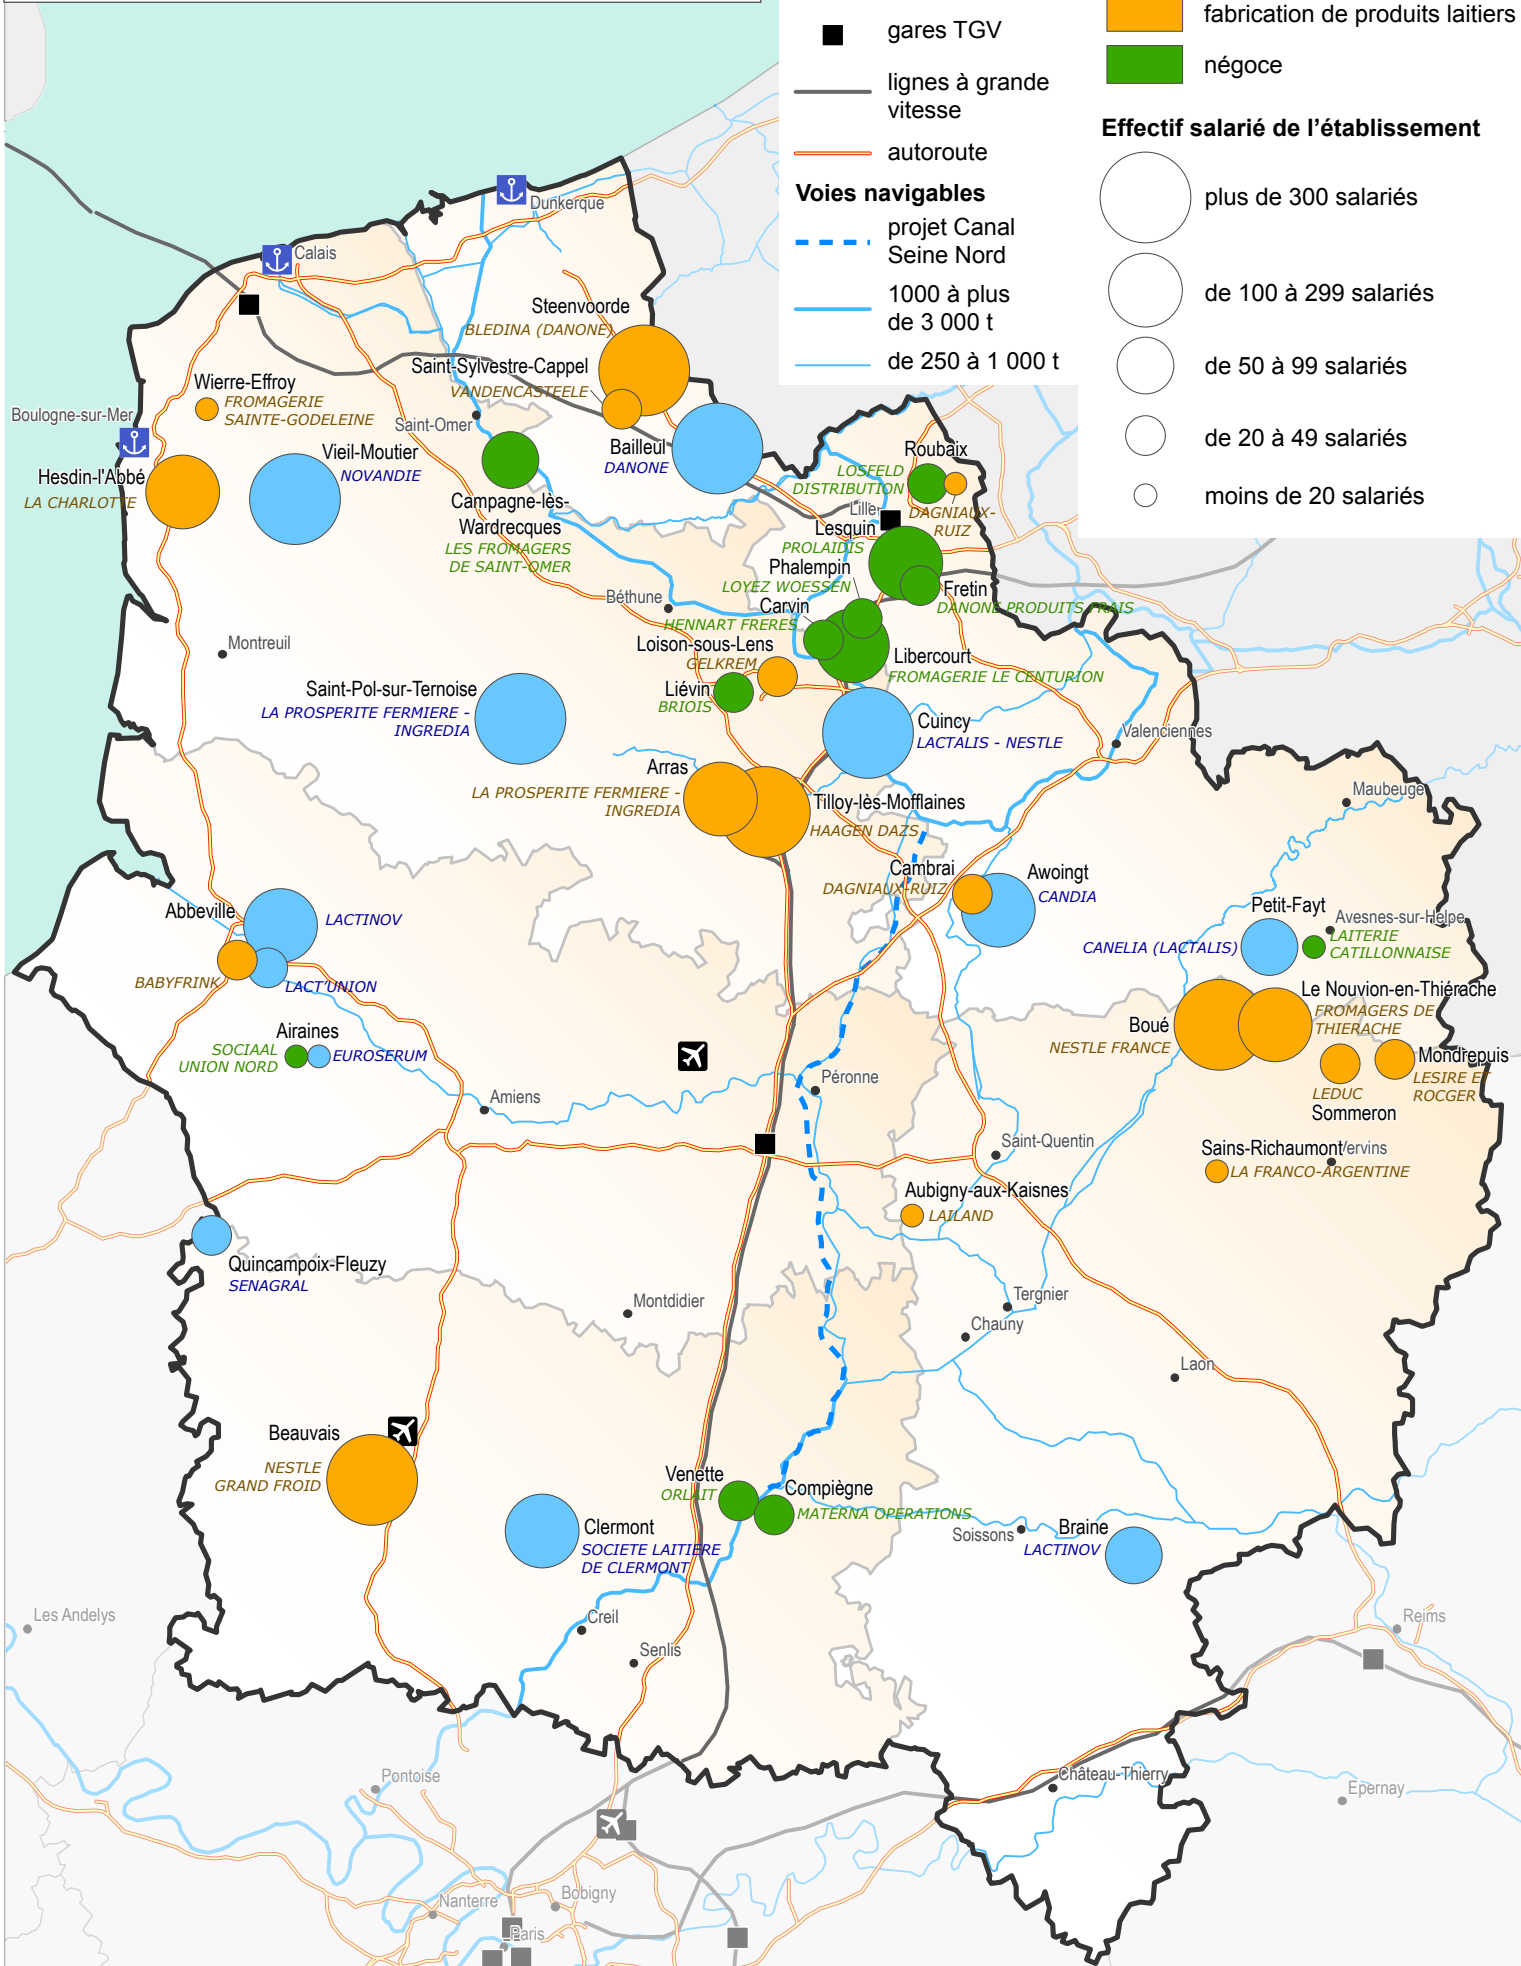 gares TGV
lignes à grande
vitesse
autoroute
Voies navigables
projet Canal
Seine Nord
1000 à plus
de 3 000 t
de 250 à 1 000 t
fabrication de produits laitiers
négoce
Effectif salarié de l'établissement
plus de 300 salariés
de 100 à 299 salariés
de 50 à 99 salariés
de 20 à 49 salariés
moins de 20 salariés
Dunkerque
Calais
Steenvoorde
BLEDINA (DANONE)
Saint-Sylvestre-Cappel
VANDENCASTEELE
Wierre-Effroy
FROMAGERIE
SAINTE-GODELEINE
Boulogne-sur-Mer
Saint-Omer
Bailleul
DANONE
Vieil-Moutier
NOVANDIE
Hesdin-l'Abbé
LA CHARLOTTE
Campagne-lès-
Wardrecques
LES FROMAGERS
DE SAINT-OMER
Roubaix
LOSFELD
DISTRIBUTION
DAGNIAUX-
RUIZ
Lille
Lesquin
PROLAIDIS
Phalempin
LOYEZ WOESSEN
Fretin
DANONE PRODUITS FRAIS
Carvin
HENNART FRERES
Béthune
Loison-sous-Lens
GELKREM
Libercourt
FROMAGERIE LE CENTURION
Montreuil
Liévin
BRIOIS
Saint-Pol-sur-Ternoise
LA PROSPERITE FERMIERE -
INGREDIA
Cuincy
LACTALIS - NESTLE
Valenciennes
Arras
LA PROSPERITE FERMIERE -
INGREDIA
Tilloy-lès-Mofflaines
HAAGEN DAZS
Maubeuge
Cambrai
DAGNIAUX-RUIZ
Awoingt
CANDIA
Abbeville
LACTINOV
Petit-Fayt
CANELIA (LACTALIS)
Avesnes-sur-Helpe
LAITERIE
CATILLONNAISE
BABYFRINK
LACT'UNION
Le Nouvion-en-Thiérache
FROMAGERS DE
THIERACHE
Boué
NESTLE FRANCE
Airaines
SOCIAAL
UNION NORD
EUROSERUM
Mondrepuis
LESIRE ET
ROCGER
LEDUC
Sommeron
Péronne
Amiens
Saint-Quentin
Sains-Richaumont
Vervins
LA FRANCO-ARGENTINE
Aubigny-aux-Kaisnes
LAILAND
Quincampoix-Fleuzy
SENAGRAL
Montdidier
Tergnier
Chauny
Laon
Beauvais
NESTLE
GRAND FROID
Venette
ORLAIT
Compiègne
MATERNA OPERATIONS
Clermont
SOCIETE LAITIERE
DE CLERMONT
Soissons
Braine
LACTINOV
Les Andelys
Creil
Senlis
Reims
Pontoise
Château-Thierry
Epernay
Nanterre
Bobigny
Paris